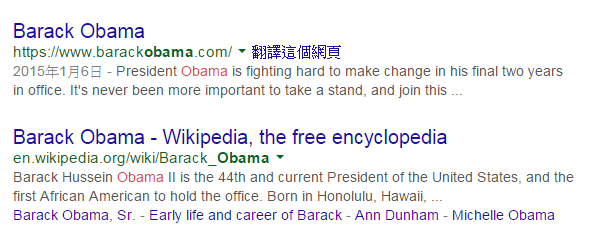 Barack Obama
https://www.barackobama.com/ 翻譯這個網頁
2015年1月6日 - President Obama is fighting hard to make change in his final two years
in office. It's never been more important to take a stand, and join this ...
Barack Obama - Wikipedia, the free encyclopedia
en.wikipedia.org/wiki/Barack_Obama
Barack Hussein Obama II is the 44th and current President of the United States, and the
first African American to hold the office. Born in Honolulu, Hawaii, ...
Barack Obama, Sr. - Early life and career of Barack - Ann Dunham - Michelle Obama